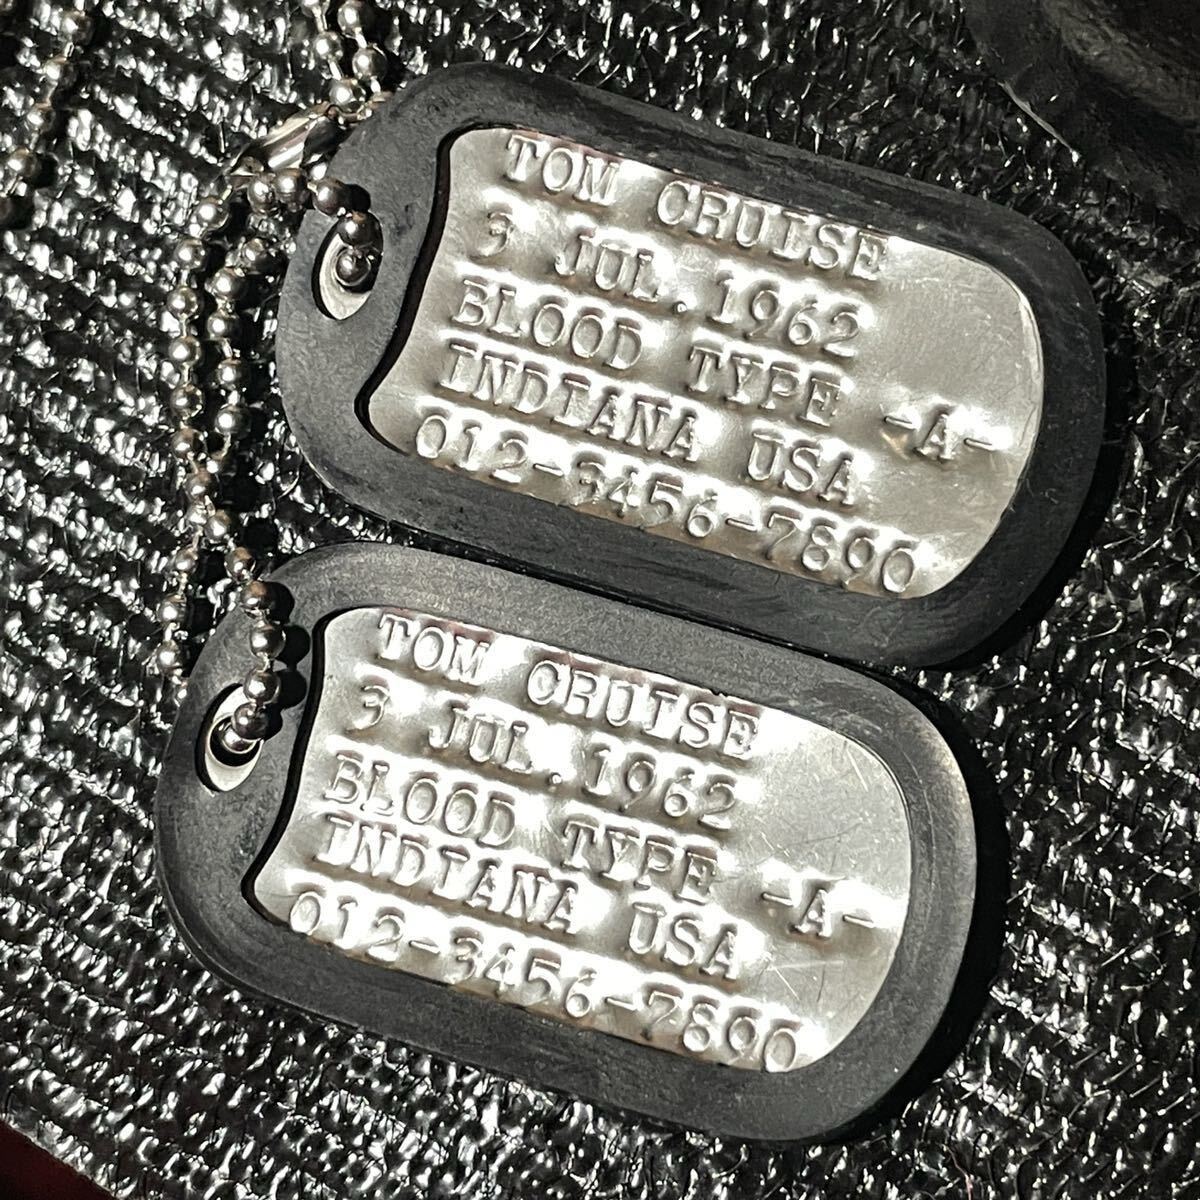 TOM CRUISE
3 JUL.1962
BLOOD TYPE -A-
INDIANA USA
012-3456-7890
TOM CRUISE
3 JUL.1962
BLOOD TYPE -A-
INDIANA USA
012-3456-7890